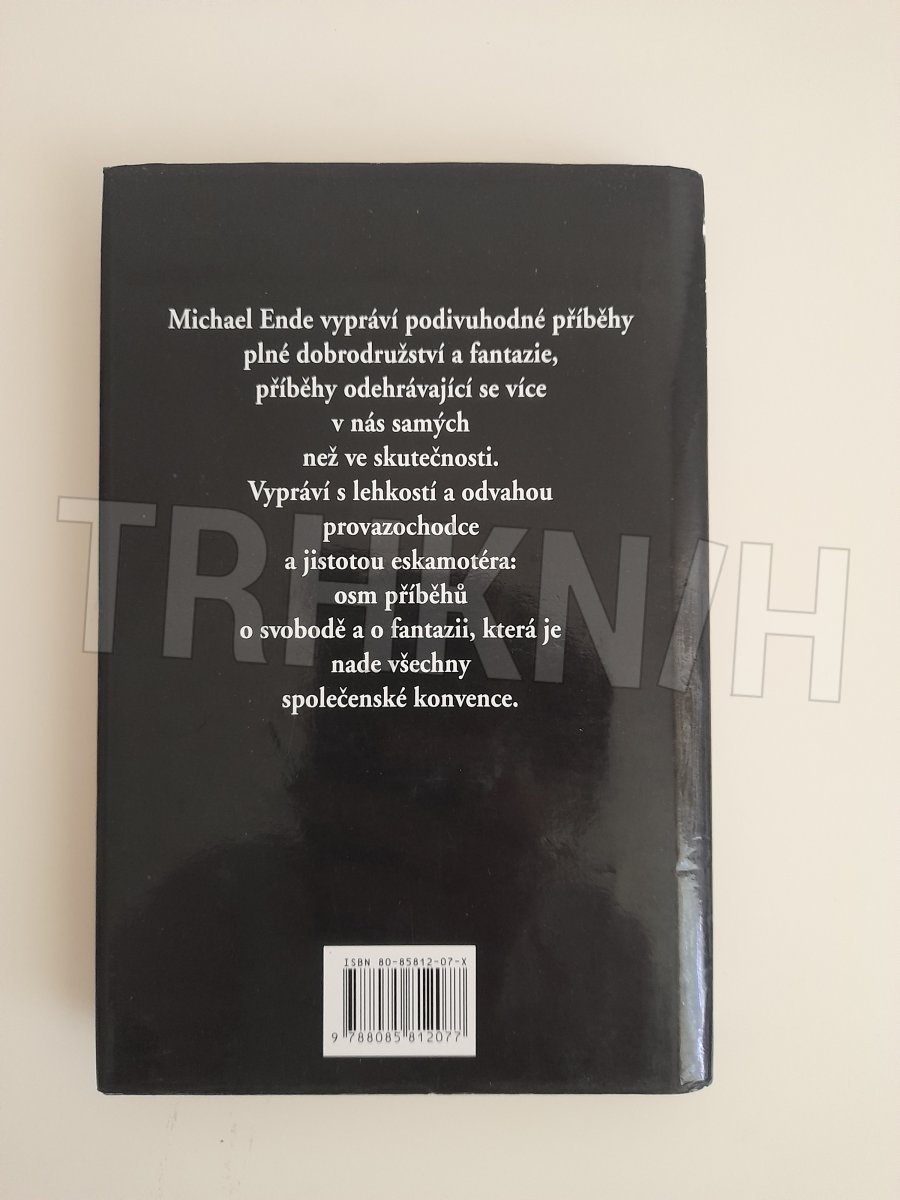 Michael Ende vypráví podivuhodné příběhy
plné dobrodružství a fantazie,
příběhy odehrávající se více
v nás samých
než ve skutečnosti.
Vypráví s lehkostí a odvahou
provazochodce
a jistotou eskamotéra:
osm příběhů
o svobodě a o fantazii, která je
nade všechny
společenské konvence.
TRHKN/H
ISBN 80-85812-07-X
9 788085 812077